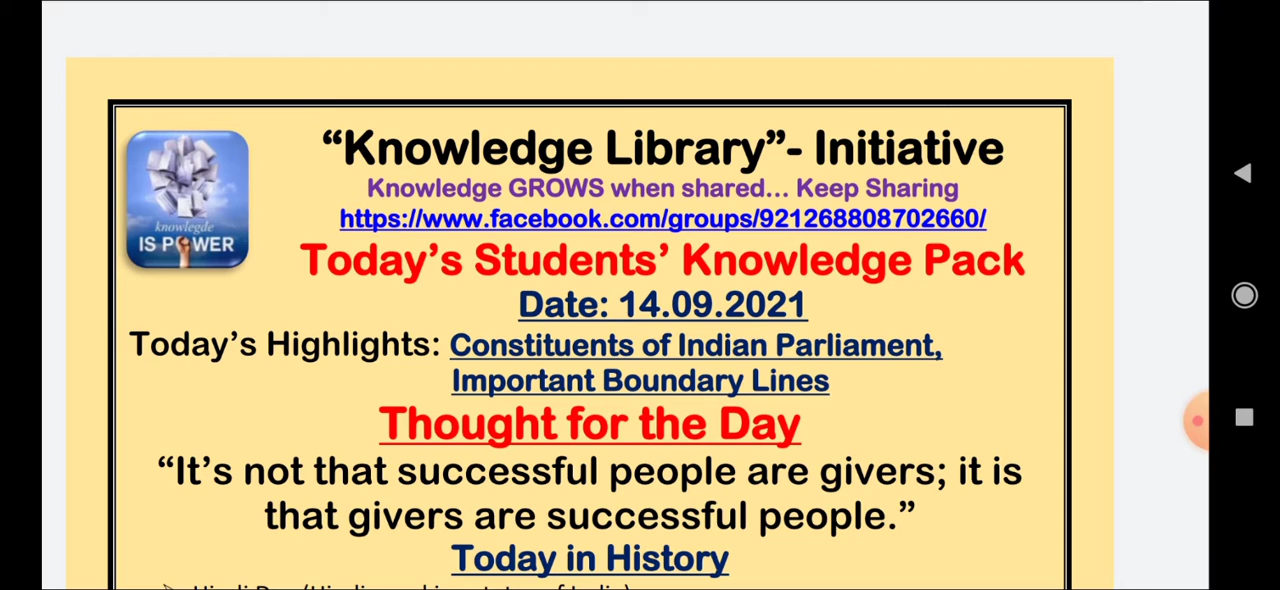 “Knowledge Library”- Initiative
Knowledge GROWS when shared... Keep Sharing
https://www.facebook.com/groups/921268808702660/
knowlegde
IS POWER
Today’s Students’ Knowledge Pack
Date: 14.09.2021
Today’s Highlights: Constituents of Indian Parliament,
Important Boundary Lines
Thought for the Day
“It’s not that successful people are givers; it is
that givers are successful people.”
Today in History